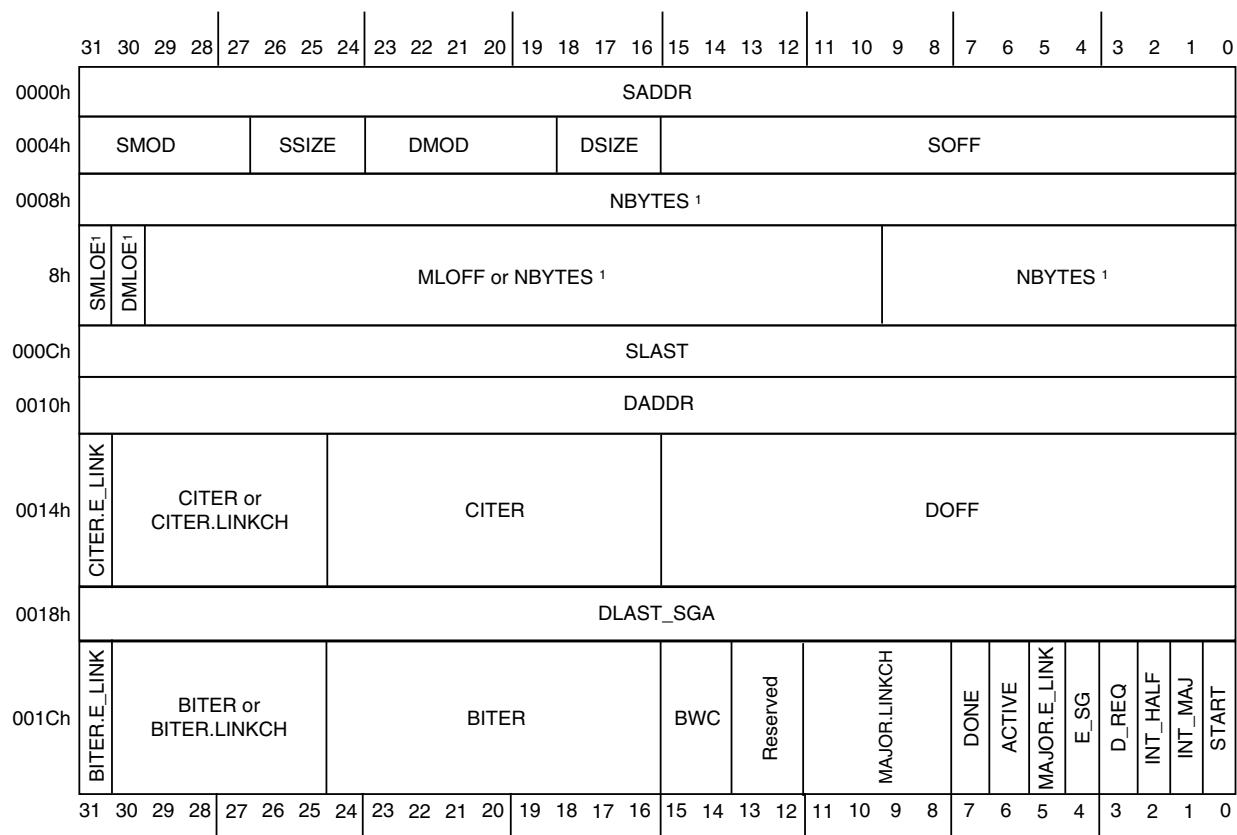 31 30 29 28 27 26 25 24 23 22 21 20 19 18 17 16 15 14 13 12 11 10 9 8 7 6 5 4 3 2 1 0
0000h SADDR
0004h SMOD SSIZE DMOD DSIZE SOFF
0008h NBYTES 1
8h SMLOE1 DMLOE1 MLOFF or NBYTES 1 NBYTES 1
000Ch SLAST
0010h DADDR
0014h CITER.E_LINK CITER or
CITER.LINKCH CITER DOFF
0018h DLAST_SGA
001Ch BITER.E_LINK BITER or
BITER.LINKCH BITER BWC Reserved MAJOR.LINKCH DONE ACTIVE MAJOR.E_LINK E_SG D_REQ INT_HALF INT_MAJ START
31 30 29 28 27 26 25 24 23 22 21 20 19 18 17 16 15 14 13 12 11 10 9 8 7 6 5 4 3 2 1 0